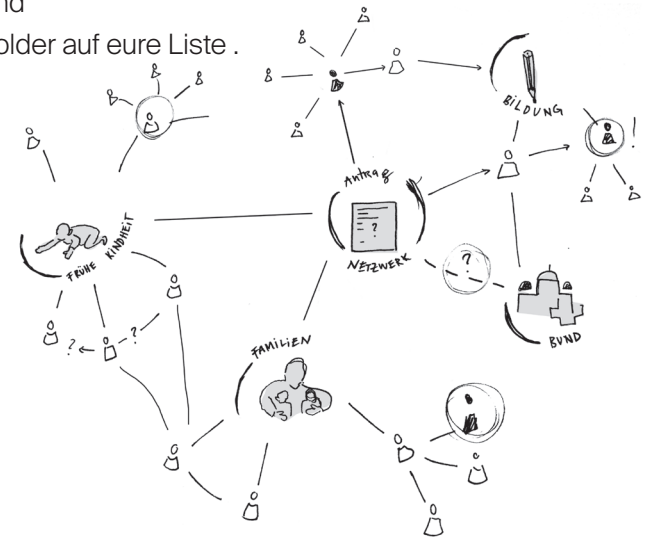 nd
older auf eure Liste .
BILDUNG
!
Antrag
?
NETZWERK
FRÜHE KINDHEIT
?
?
?
FAMILIEN
BUND